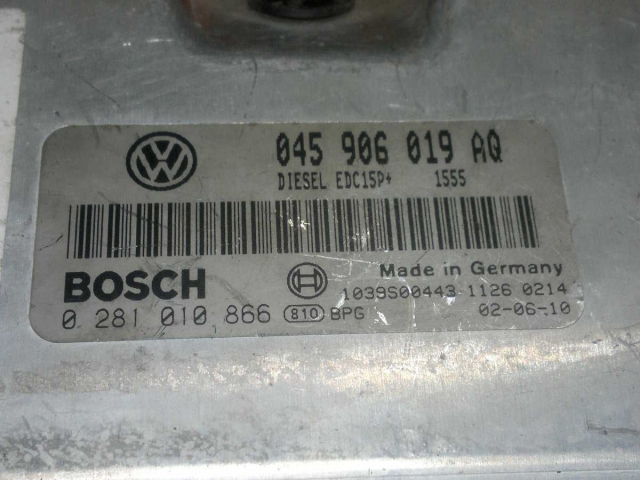 VW 045 906 019 AQ
DIESEL EDC15P+ 1555
BOSCH Made in Germany
1039S00443 1126 0214
0 281 010 866 810 BPG 02-06-10